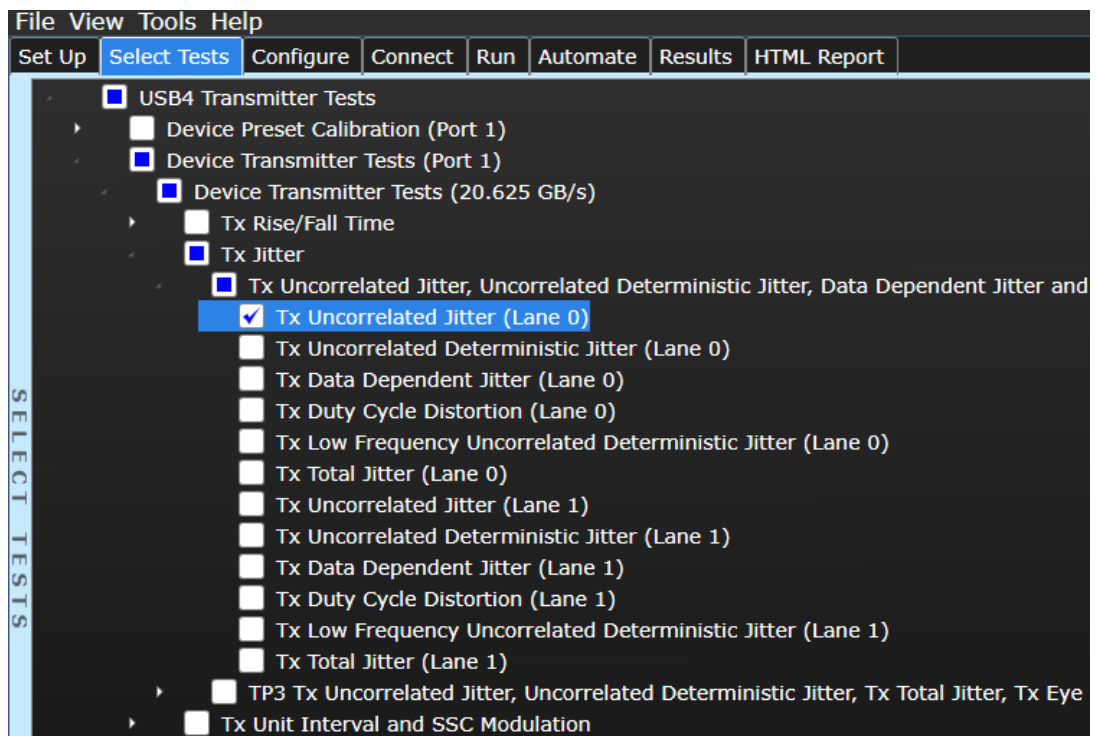 File View Tools Help
Set Up Select Tests Configure Connect Run Automate Results HTML Report
USB4 Transmitter Tests
Device Preset Calibration (Port 1)
Device Transmitter Tests (Port 1)
Device Transmitter Tests (20.625 GB/s)
Tx Rise/Fall Time
Tx Jitter
Tx Uncorrelated Jitter, Uncorrelated Deterministic Jitter, Data Dependent Jitter and
Tx Uncorrelated Jitter (Lane 0)
Tx Uncorrelated Deterministic Jitter (Lane 0)
Tx Data Dependent Jitter (Lane 0)
Tx Duty Cycle Distortion (Lane 0)
Tx Low Frequency Uncorrelated Deterministic Jitter (Lane 0)
Tx Total Jitter (Lane 0)
Tx Uncorrelated Jitter (Lane 1)
Tx Uncorrelated Deterministic Jitter (Lane 1)
Tx Data Dependent Jitter (Lane 1)
Tx Duty Cycle Distortion (Lane 1)
Tx Low Frequency Uncorrelated Deterministic Jitter (Lane 1)
Tx Total Jitter (Lane 1)
TP3 Tx Uncorrelated Jitter, Uncorrelated Deterministic Jitter, Tx Total Jitter, Tx Eye
Tx Unit Interval and SSC Modulation
SELECT TESTS